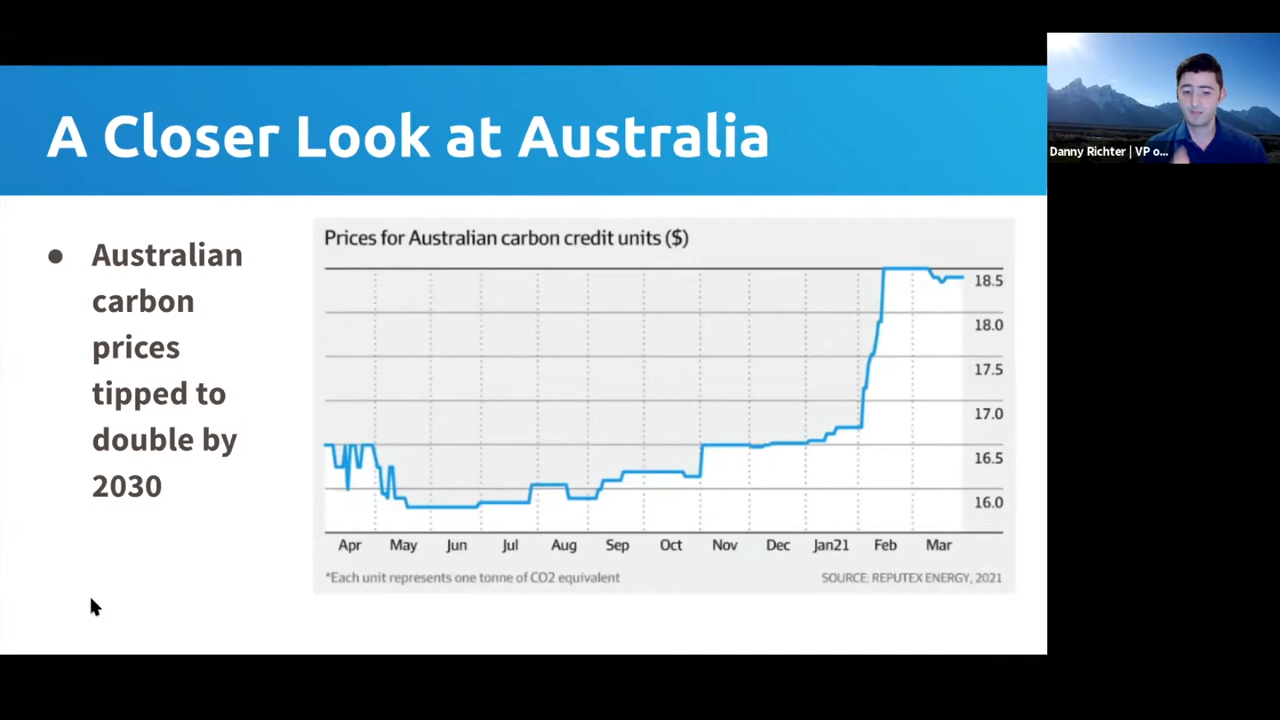 A Closer Look at Australia
Danny Richter | VP o...
● Australian
carbon
prices
tipped to
double by
2030
Prices for Australian carbon credit units ($)
18.5
18.0
17.5
17.0
16.5
16.0
Apr May Jun Jul Aug Sep Oct Nov Dec Jan21 Feb Mar
*Each unit represents one tonne of CO2 equivalent
SOURCE: REPUTEX ENERGY, 2021